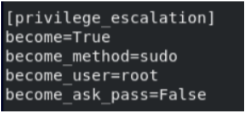 [privilege_escalation]
become=True
become_method=sudo
become_user=root
become_ask_pass=False